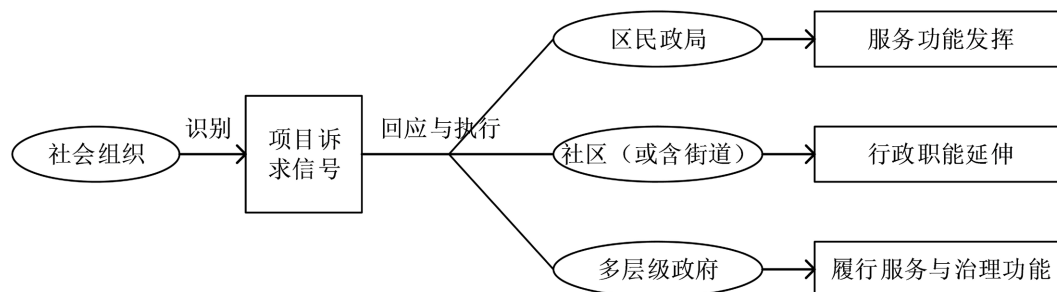 社会组织
识别
项目诉
求信号
回应与执行
区民政局
服务功能发挥
社区（或含街道）
行政职能延伸
多层级政府
履行服务与治理功能